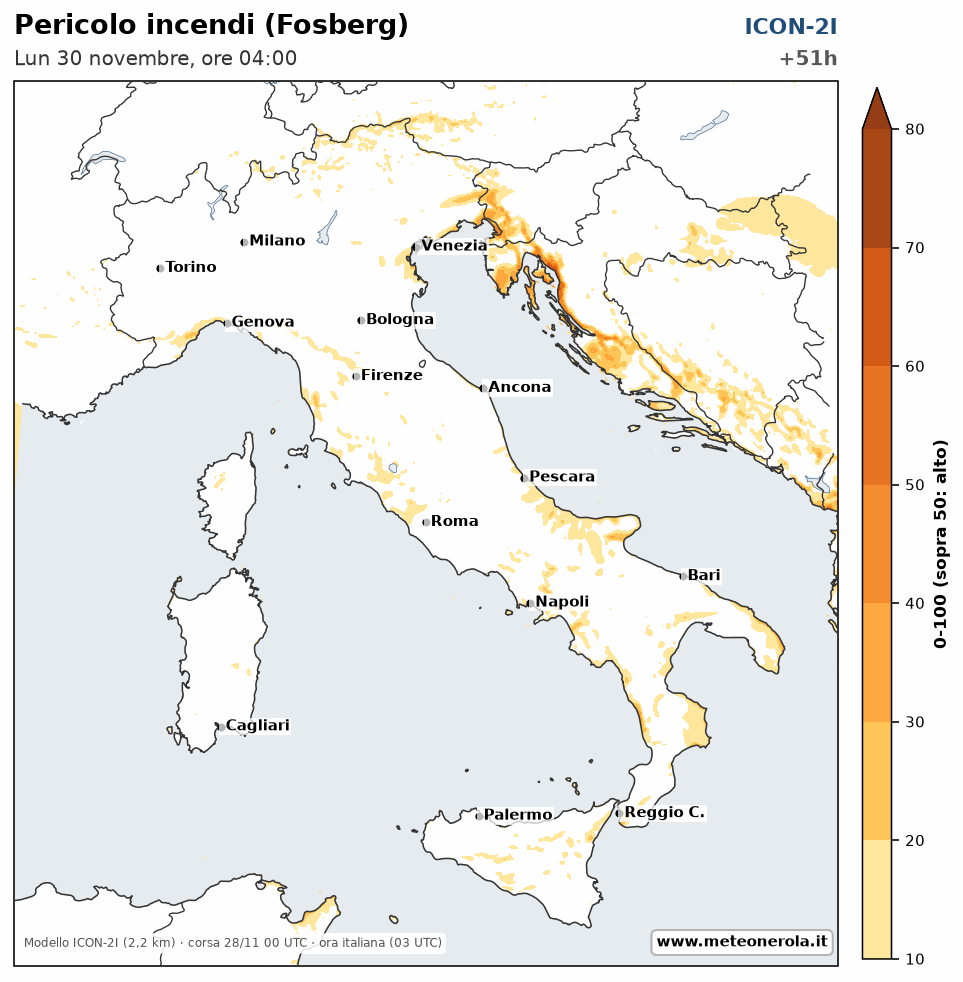 Pericolo incendi (Fosberg)
ICON-2I
Lun 30 novembre, ore 04:00
+51h
Milano
Venezia
Torino
Genova
Bologna
Firenze
Ancona
Pescara
Roma
Bari
Napoli
Cagliari
Palermo
Reggio C.
80
70
60
50
40
30
20
10
0-100 (sopra 50: alto)
Modello ICON-2I (2,2 km) · corsa 28/11 00 UTC · ora italiana (03 UTC)
www.meteonerola.it